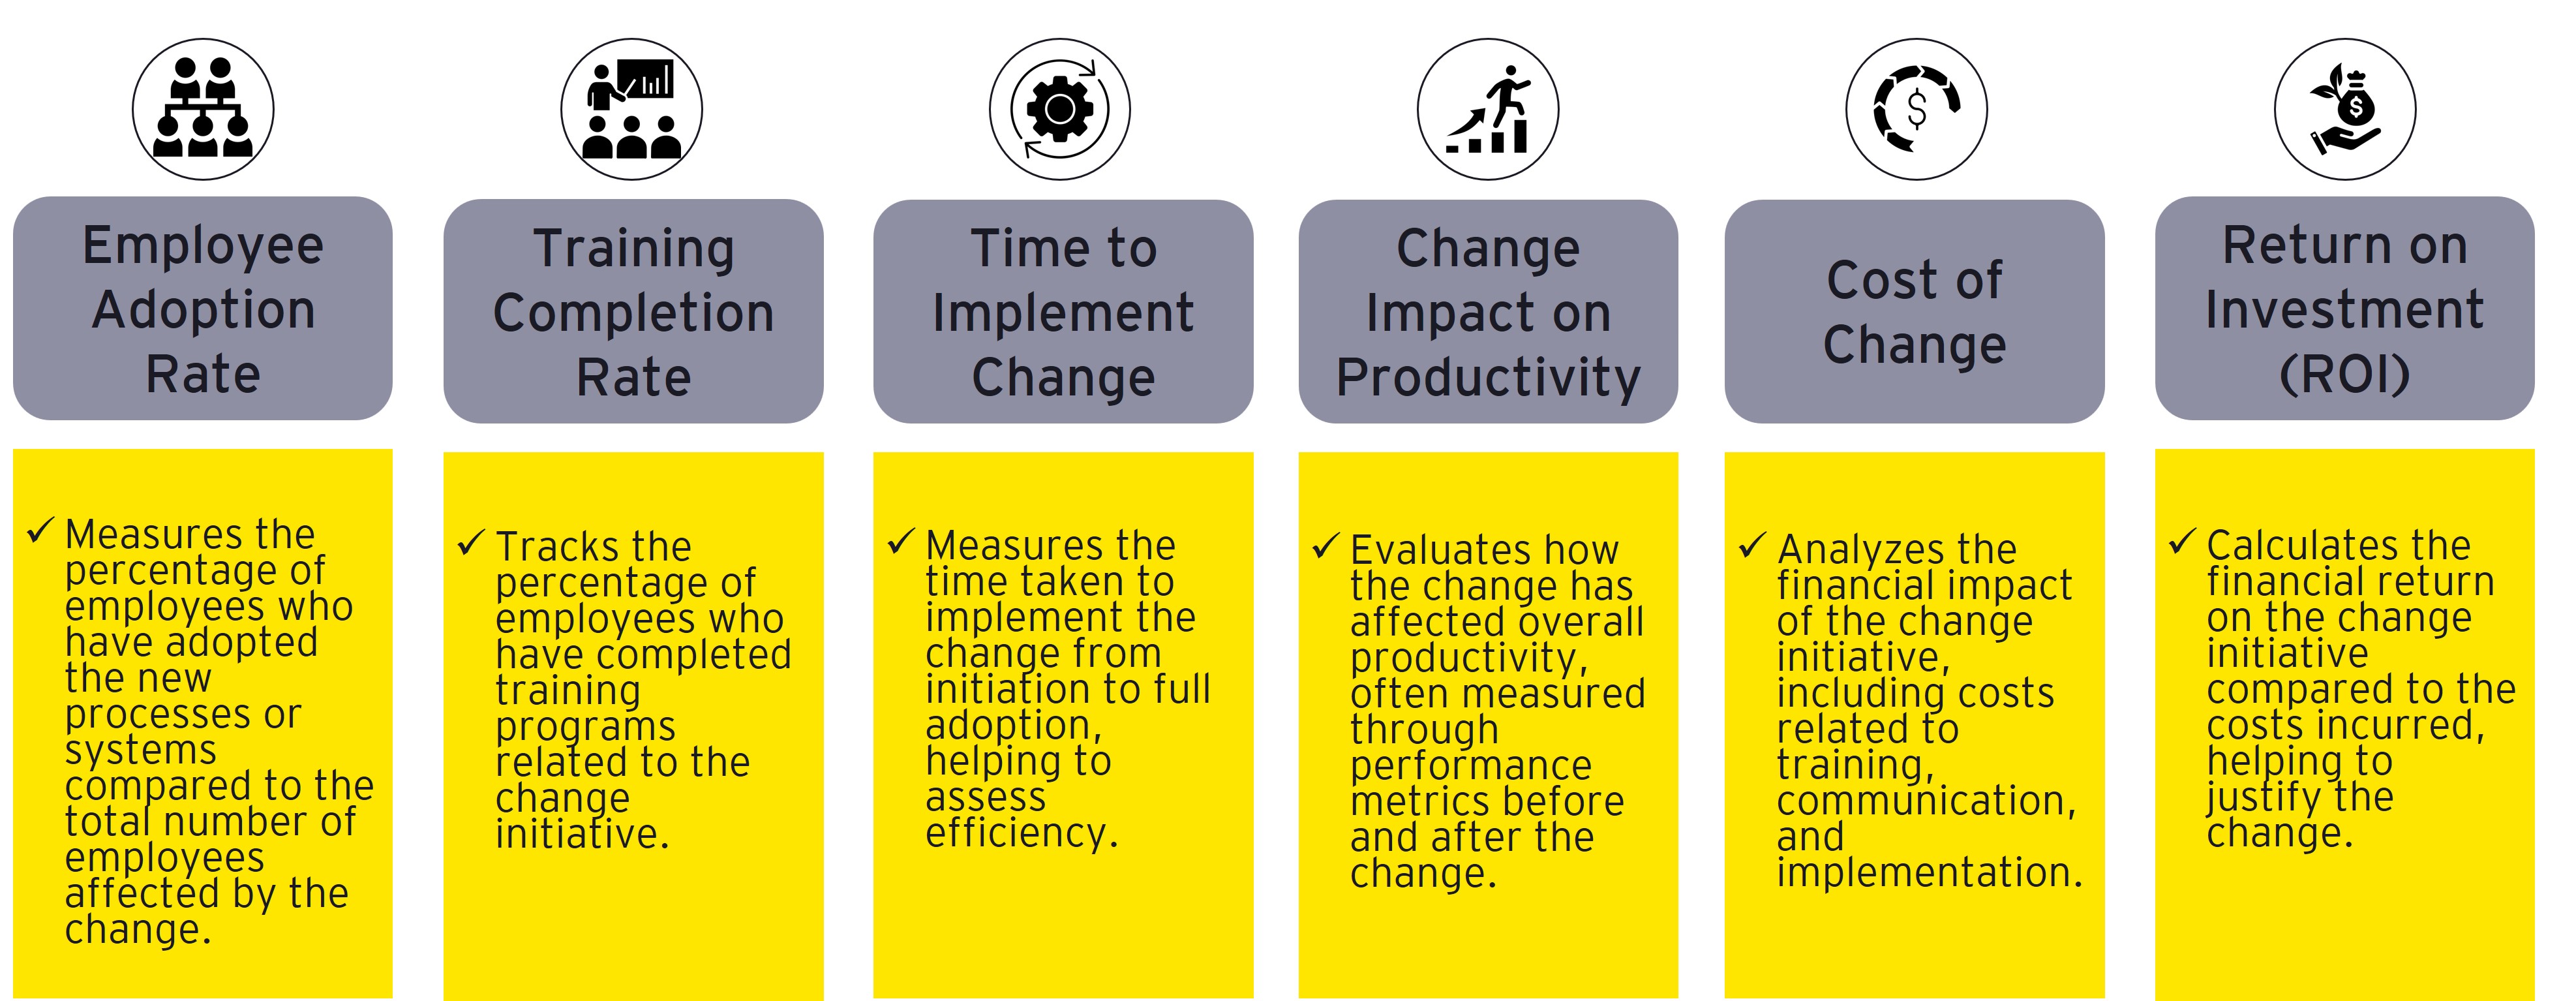 Employee
Adoption
Rate
Measures the
percentage of
employees who
have adopted
the new
processes or
systems
compared to the
total number of
employees
affected by the
change.
Training
Completion
Rate
Tracks the
percentage of
employees who
have completed
training
programs
related to the
change
initiative.
Time to
Implement
Change
Measures the
time taken to
implement the
change from
initiation to full
adoption,
helping to
assess
efficiency.
Change
Impact on
Productivity
Evaluates how
the change has
affected overall
productivity,
often measured
through
performance
metrics before
and after the
change.
Cost of
Change
Analyzes the
financial impact
of the change
initiative,
including costs
related to
training,
communication,
and
implementation.
Return on
Investment
(ROI)
Calculates the
financial return
on the change
initiative
compared to the
costs incurred,
helping to
justify the
change.